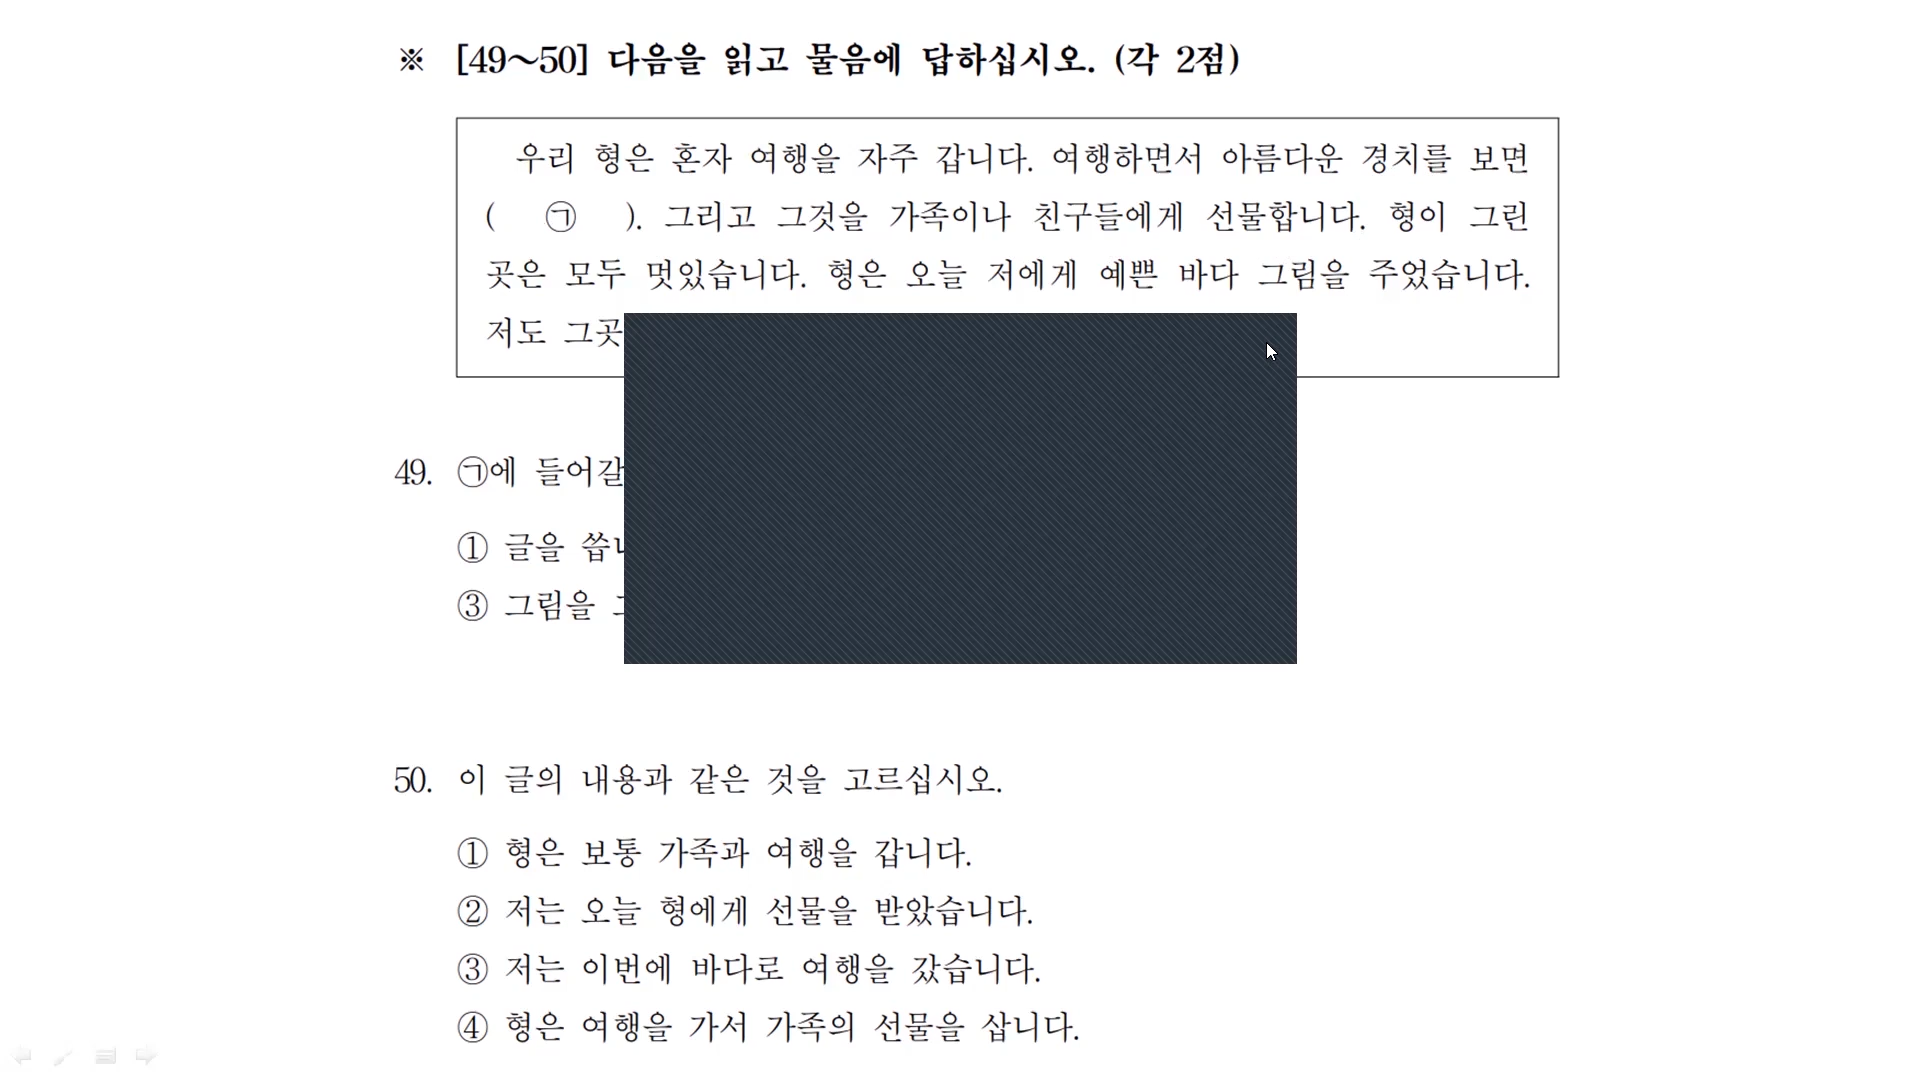 ※ [49~50] 다음을 읽고 물음에 답하십시오. (각 2점)
우리 형은 혼자 여행을 자주 갑니다. 여행하면서 아름다운 경치를 보면
( ㉠ ). 그리고 그것을 가족이나 친구들에게 선물합니다. 형이 그린
곳은 모두 멋있습니다. 형은 오늘 저에게 예쁜 바다 그림을 주었습니다.
저도 그곳
49. ㉠에 들어갈
① 글을
③ 그림을
50. 이 글의 내용과 같은 것을 고르십시오.
① 형은 보통 가족과 여행을 갑니다.
② 저는 오늘 형에게 선물을 받았습니다.
③ 저는 이번에 바다로 여행을 갔습니다.
④ 형은 여행을 가서 가족의 선물을 삽니다.